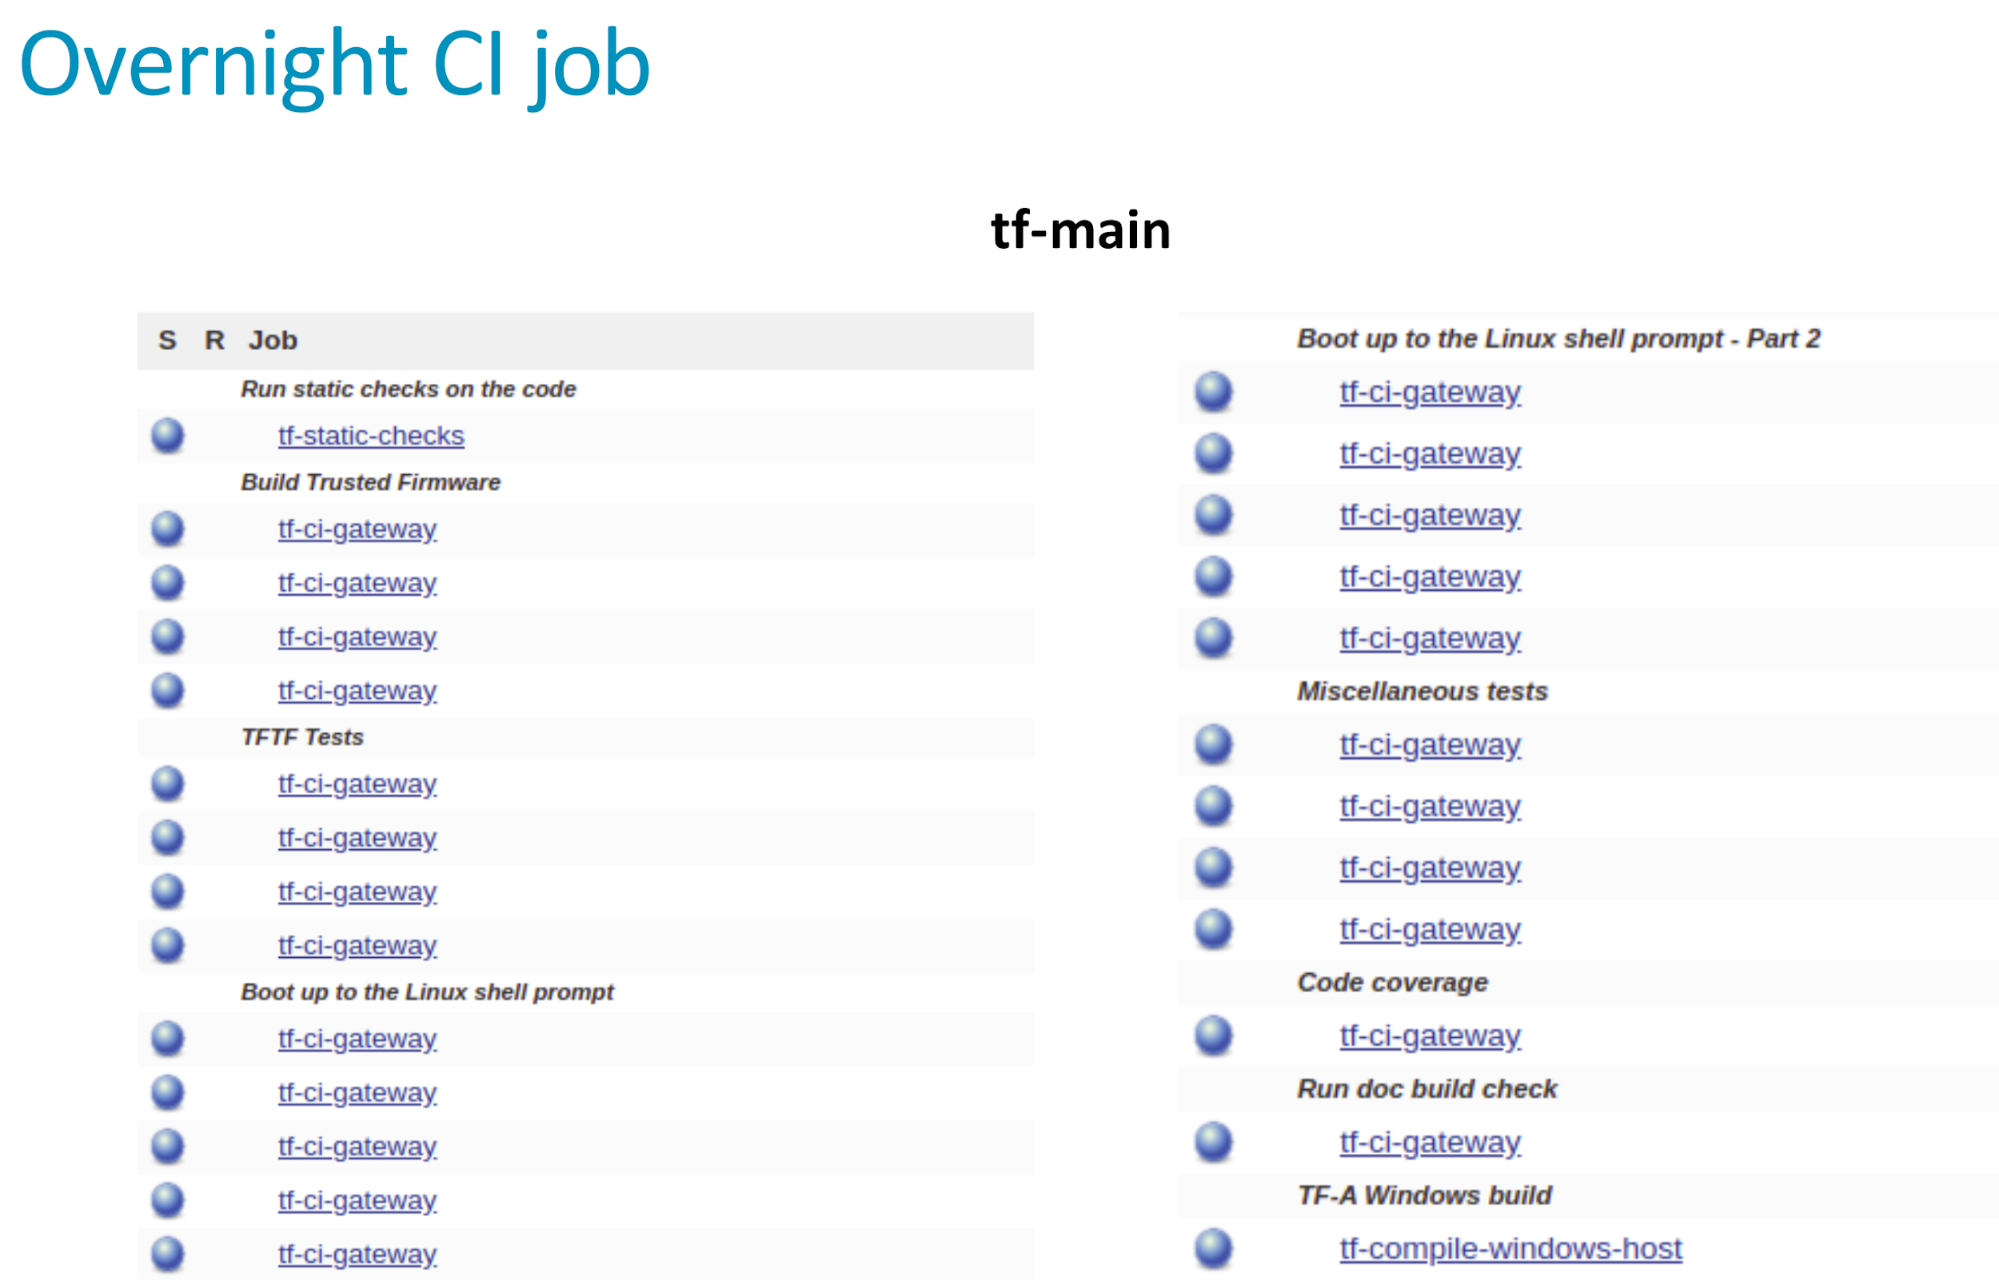 Overnight CI job
tf-main
S R Job
Run static checks on the code
tf-static-checks
Build Trusted Firmware
tf-ci-gateway
tf-ci-gateway
tf-ci-gateway
tf-ci-gateway
TFTF Tests
tf-ci-gateway
tf-ci-gateway
tf-ci-gateway
tf-ci-gateway
Boot up to the Linux shell prompt
tf-ci-gateway
tf-ci-gateway
tf-ci-gateway
tf-ci-gateway
tf-ci-gateway
Boot up to the Linux shell prompt - Part 2
tf-ci-gateway
tf-ci-gateway
tf-ci-gateway
tf-ci-gateway
tf-ci-gateway
Miscellaneous tests
tf-ci-gateway
tf-ci-gateway
tf-ci-gateway
tf-ci-gateway
Code coverage
tf-ci-gateway
Run doc build check
tf-ci-gateway
TF-A Windows build
tf-compile-windows-host